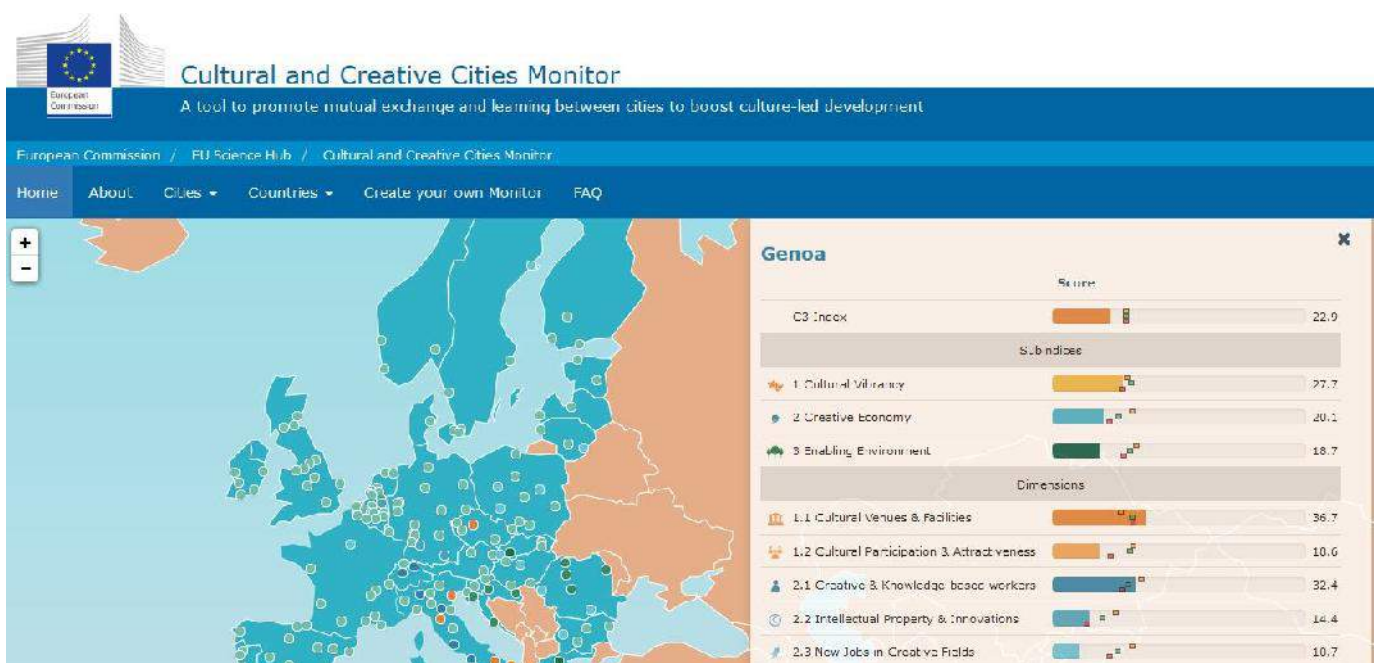 Cultural and Creative Cities Monitor
European
Commission
A tool to promote mutual exchange and learning between cities to boost culture-led development
European Commission / EU Science Hub / Cultural and Creative Cities Monitor
Home About Cities Countries Create your own Monitor FAQ
+
-
Genoa
Score
C3 Index 22.9
Subindices
1 Cultural Vibrancy 27.7
2 Creative Economy 20.1
3 Enabling Environment 18.7
Dimensions
1.1 Cultural Venues & Facilities 36.7
1.2 Cultural Participation & Attractiveness 18.6
2.1 Creative & Knowledge-based workers 32.4
2.2 Intellectual Property & Innovations 14.4
2.3 New Jobs in Creative Fields 10.7